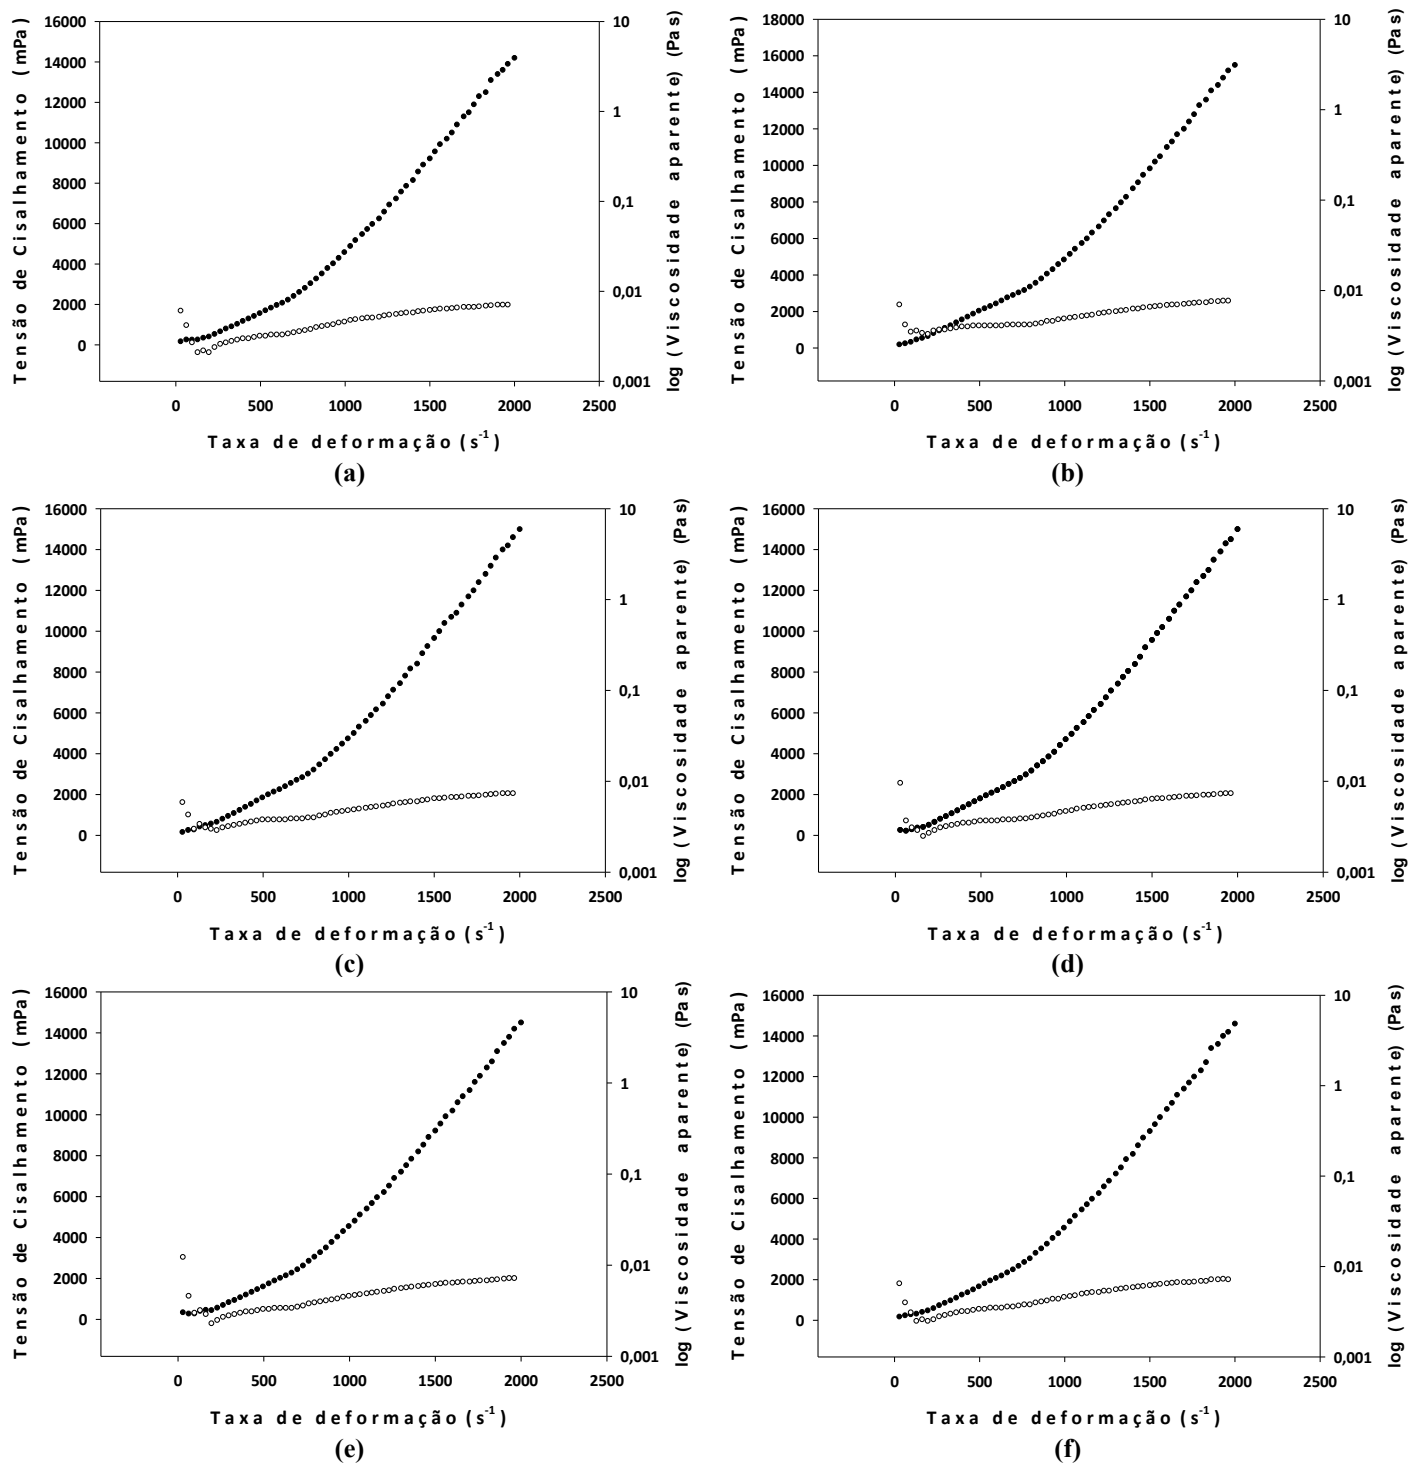 Tensão de Cisalhamento (mPa)
16000
14000
12000
10000
8000
6000
4000
2000
0
10
1
0,1
0,01
0,001
log (Viscosidade aparente) (Pas)
0 500 1000 1500 2000 2500
Taxa de deformação (s⁻¹)
(a)
Tensão de Cisalhamento (mPa)
18000
16000
14000
12000
10000
8000
6000
4000
2000
0
10
1
0,1
0,01
0,001
log (Viscosidade aparente) (Pas)
0 500 1000 1500 2000 2500
Taxa de deformação (s⁻¹)
(b)
Tensão de Cisalhamento (mPa)
16000
14000
12000
10000
8000
6000
4000
2000
0
10
1
0,1
0,01
0,001
log (Viscosidade aparente) (Pas)
0 500 1000 1500 2000 2500
Taxa de deformação (s⁻¹)
(c)
Tensão de Cisalhamento (mPa)
16000
14000
12000
10000
8000
6000
4000
2000
0
10
1
0,1
0,01
0,001
log (Viscosidade aparente) (Pas)
0 500 1000 1500 2000 2500
Taxa de deformação (s⁻¹)
(d)
Tensão de Cisalhamento (mPa)
16000
14000
12000
10000
8000
6000
4000
2000
0
10
1
0,1
0,01
0,001
log (Viscosidade aparente) (Pas)
0 500 1000 1500 2000 2500
Taxa de deformação (s⁻¹)
(e)
Tensão de Cisalhamento (mPa)
16000
14000
12000
10000
8000
6000
4000
2000
0
10
1
0,1
0,01
0,001
log (Viscosidade aparente) (Pas)
0 500 1000 1500 2000 2500
Taxa de deformação (s⁻¹)
(f)